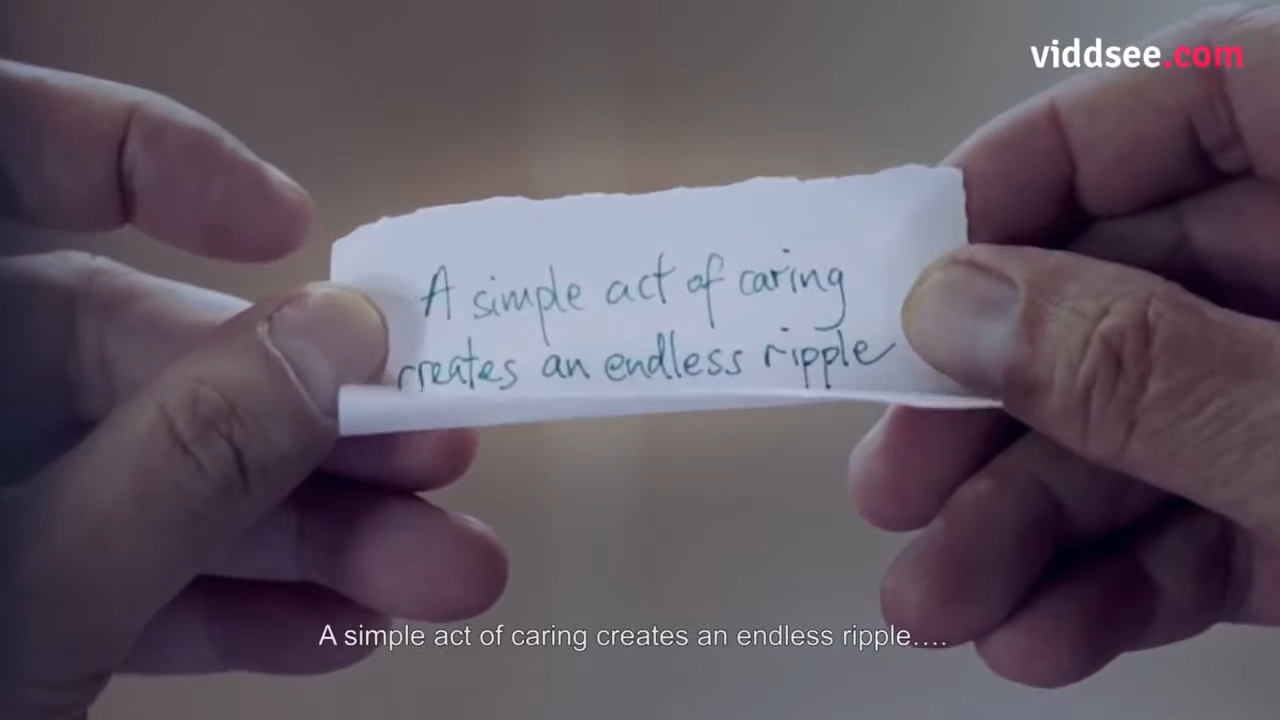 viddsee.com
A simple act of caring
creates an endless ripple
A simple act of caring creates an endless ripple....